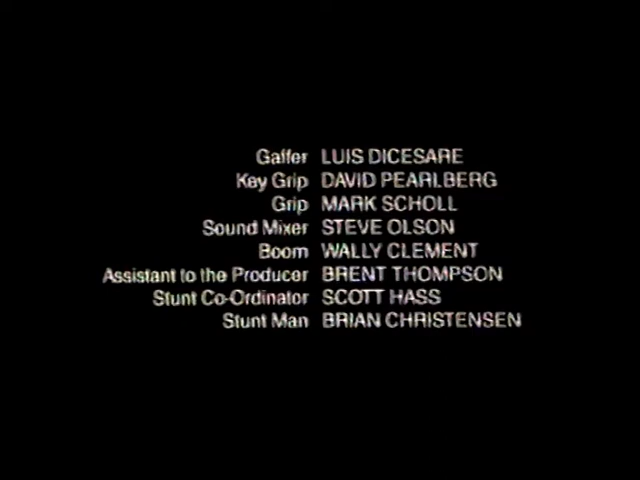 Gaffer LUIS DICESARE
Key Grip DAVID PEARLBERG
Grip MARK SCHOLL
Sound Mixer STEVE OLSON
Boom WALLY CLEMENT
Assistant to the Producer BRENT THOMPSON
Stunt Co-Ordinator SCOTT HASS
Stunt Man BRIAN CHRISTENSEN